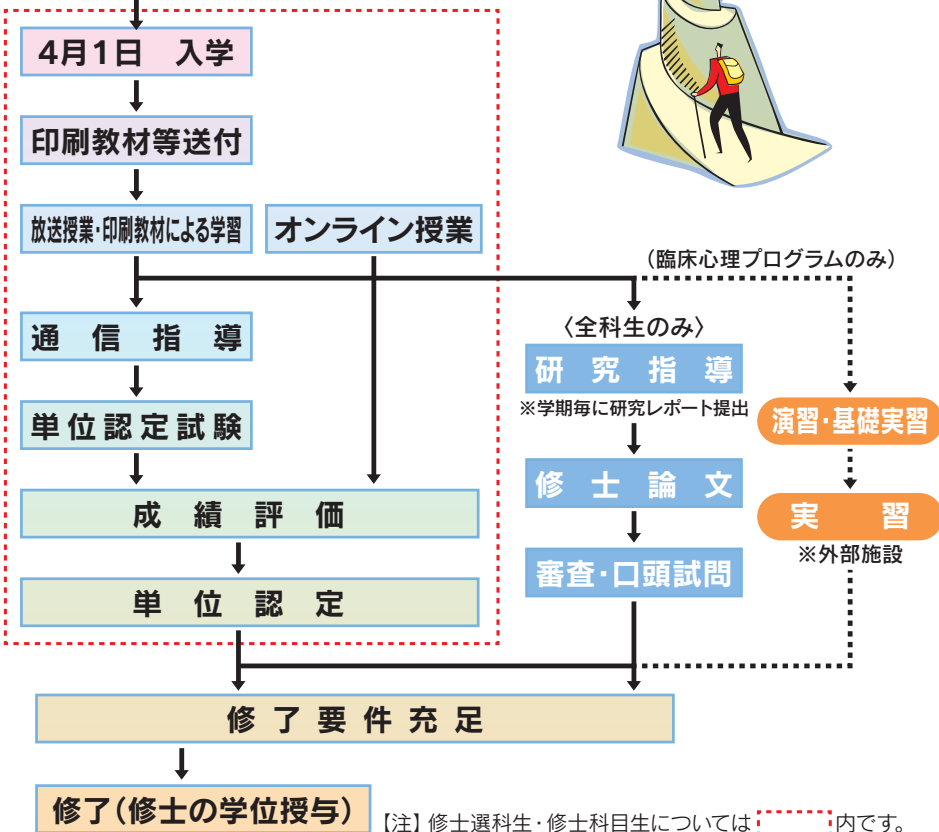 4月1日 入学
印刷教材等送付
放送授業・印刷教材による学習
オンライン授業
(臨床心理プログラムのみ)
通信指導
〈全科生のみ〉
研究指導
※学期毎に研究レポート提出
演習・基礎実習
単位認定試験
修士論文
成績評価
実習
※外部施設
審査・口頭試問
単位認定
修了要件充足
修了(修士の学位授与)
【注】修士選科生・修士科目生については 内です。